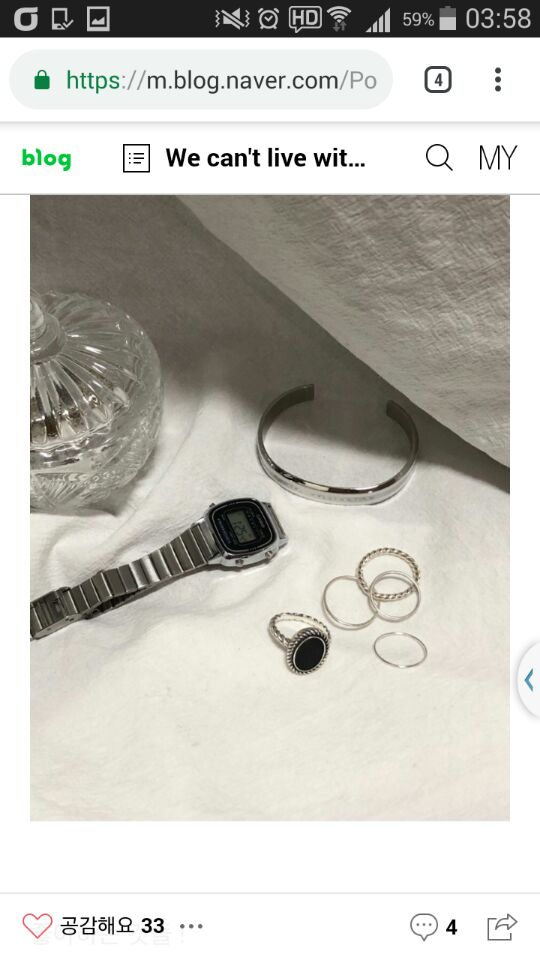 HD 59% 03:58
https://m.blog.naver.com/Po 4
blog We can't live wit... MY
공감해요 33 ... 4